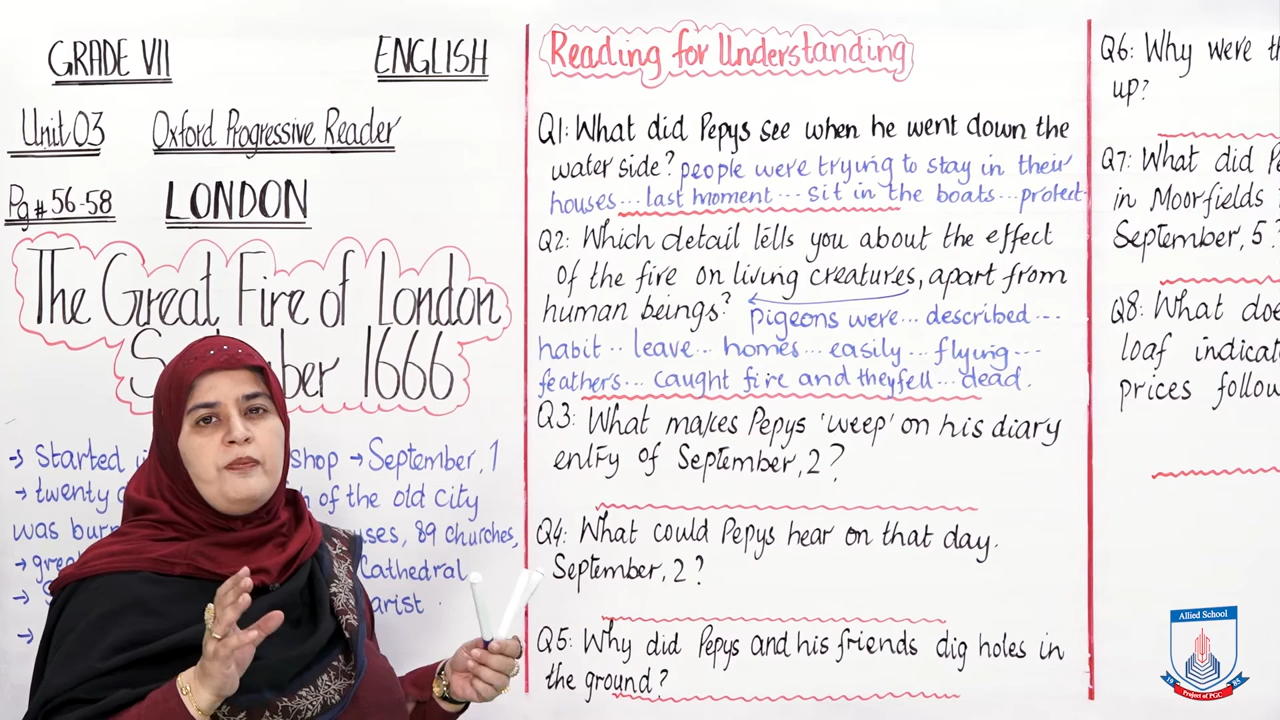 GRADE VII
ENGLISH
Unit 03
Oxford Progressive Reader
Pg# 56-58
LONDON
The Great Fire of London
1666
→ Started
shop → September, 1
→ twenty
of the old city
was
89 churches,
→
Cathedral
→
→
Reading for Understanding
Q1: What did Pepys see when he went down the
water side? people were trying to stay in their
houses... last moment... sit in the boats... protect
Q2: Which detail tells you about the effect
of the fire on living creatures, apart from
human beings? pigeons were... described...
habit.. leave... homes... easily... flying...
feathers... caught fire and they fell... dead.
Q3: What makes Pepys 'weep' on his diary
entry of September, 2?
Q4: What could Pepys hear on that day.
September, 2?
Q5: Why did Pepys and his friends dig holes in
the ground?
Q6: Why were
up?
Q7: What did
in Moorfields
September, 5?
Q8: What
loaf
prices
Allied School
19 85
Project of PGC